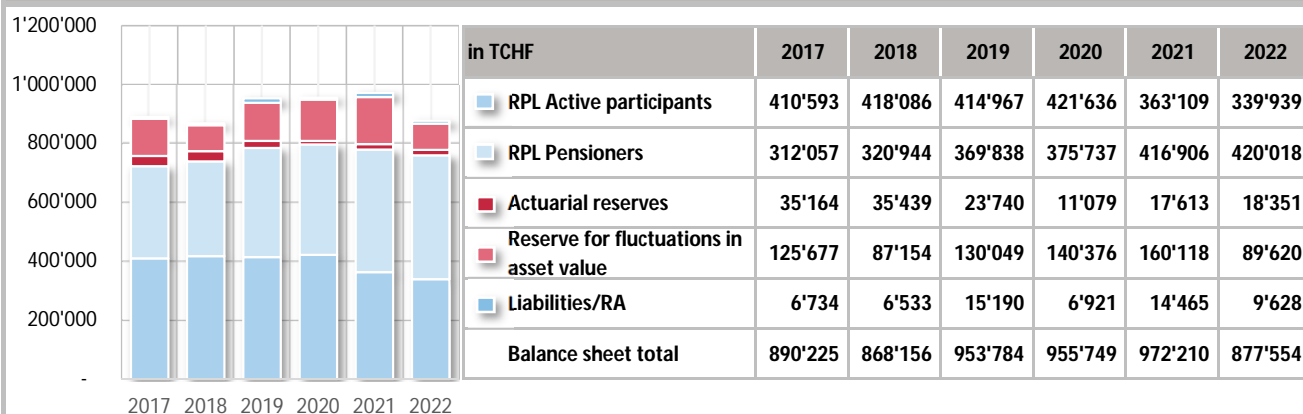 1'200'000
1'000'000
800'000
600'000
400'000
200'000
-
2017 2018 2019 2020 2021 2022
in TCHF 2017 2018 2019 2020 2021 2022
RPL Active participants 410'593 418'086 414'967 421'636 363'109 339'939
RPL Pensioners 312'057 320'944 369'838 375'737 416'906 420'018
Actuarial reserves 35'164 35'439 23'740 11'079 17'613 18'351
Reserve for fluctuations in
asset value 125'677 87'154 130'049 140'376 160'118 89'620
Liabilities/RA 6'734 6'533 15'190 6'921 14'465 9'628
Balance sheet total 890'225 868'156 953'784 955'749 972'210 877'554